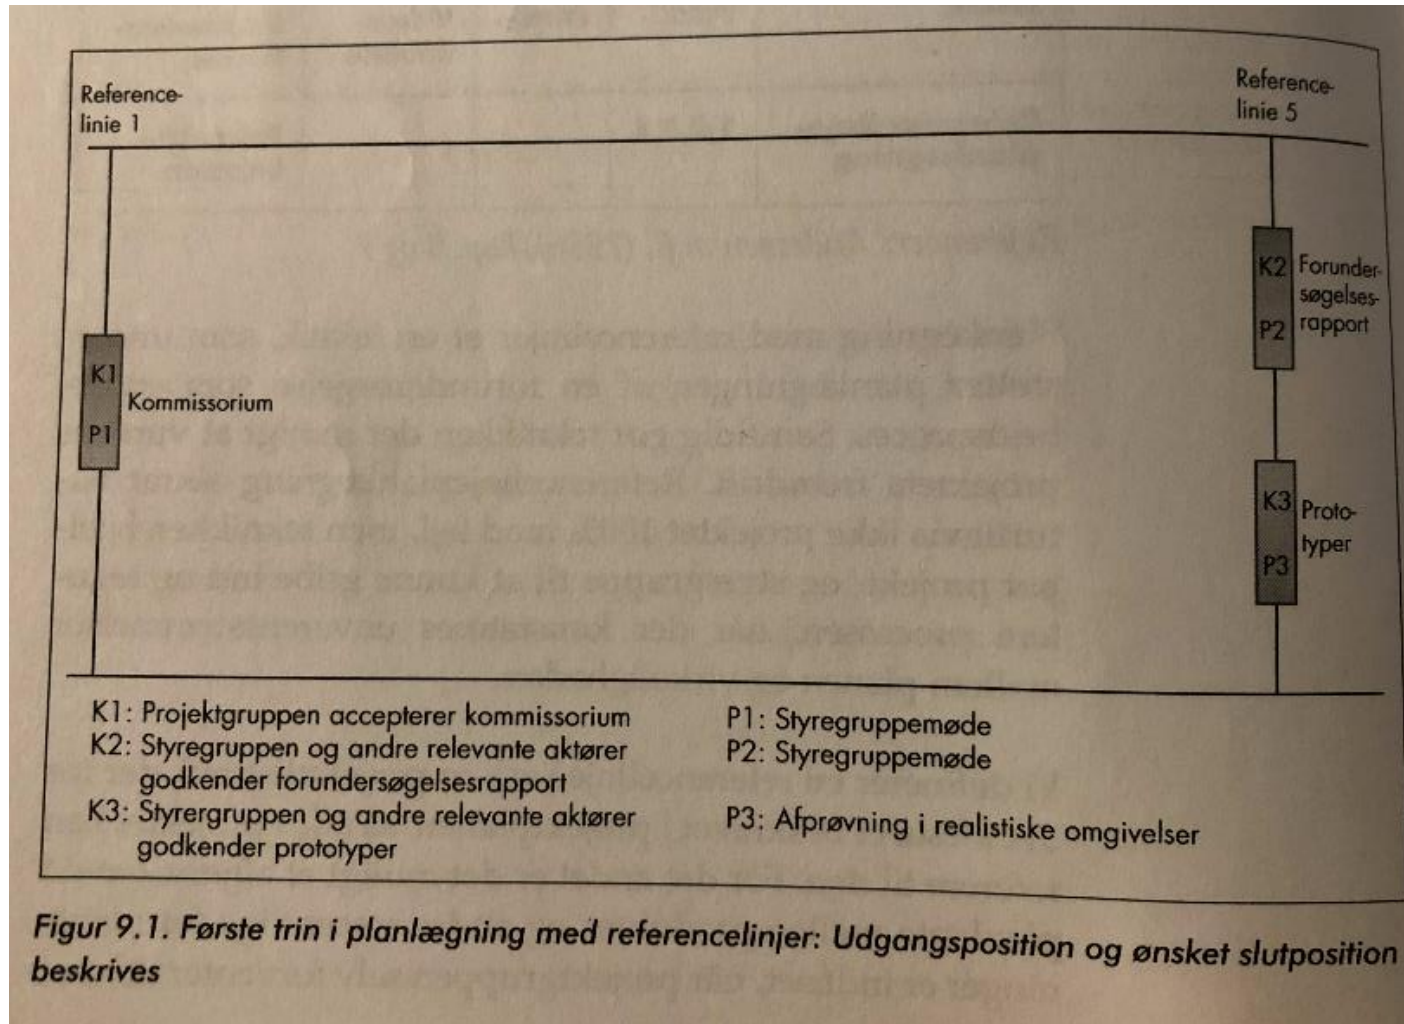 Reference-
linie 1
Reference-
linie 5
K1
P1
Kommissorium
K2
P2
Forunder-
søgelses-
rapport
K3
P3
Proto-
typer
K1: Projektgruppen accepterer kommissorium
P1: Styregruppemøde
K2: Styregruppen og andre relevante aktører
godkender forundersøgelsesrapport
P2: Styregruppemøde
K3: Styrergruppen og andre relevante aktører
godkender prototyper
P3: Afprøvning i realistiske omgivelser
Figur 9.1. Første trin i planlægning med referencelinjer: Udgangsposition og ønsket slutposition
beskrives